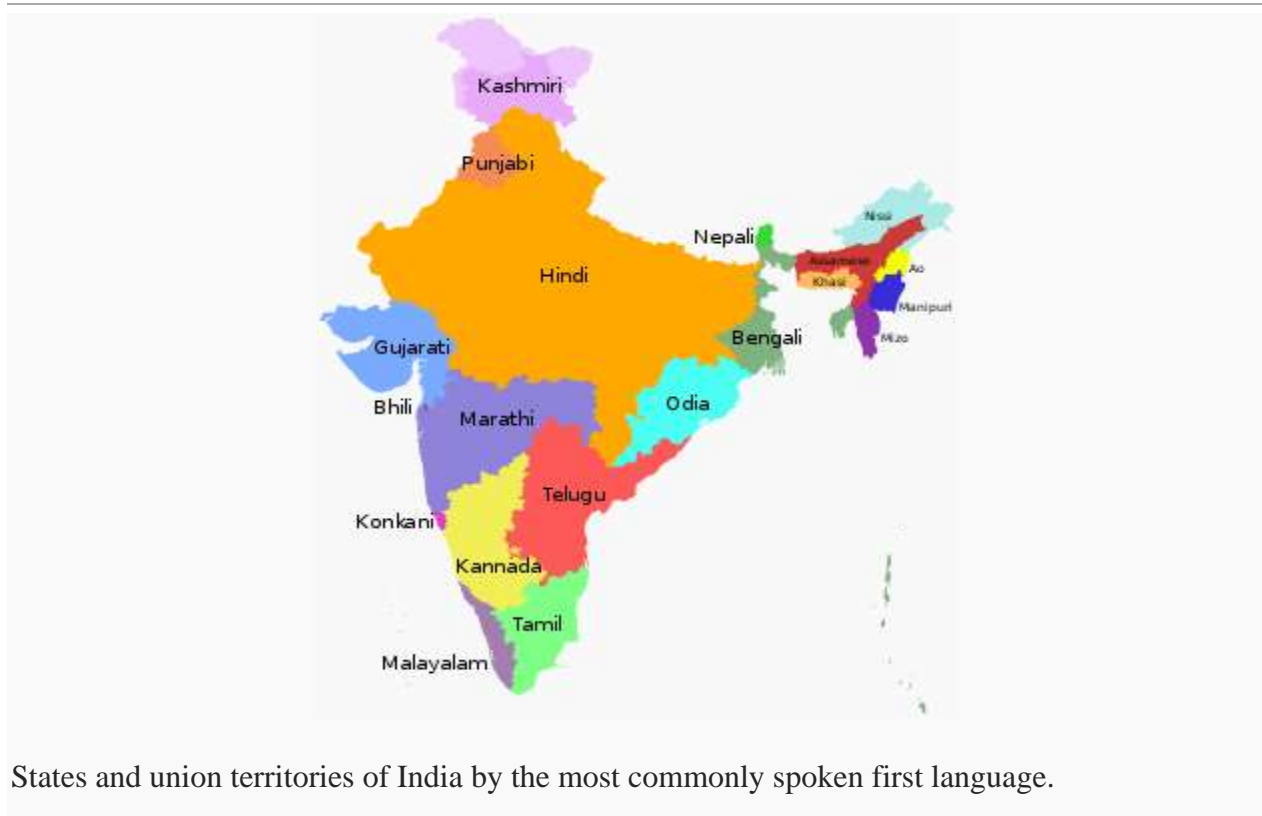 Kashmiri
Punjabi
Nissi
Nepali
Assamese
Ao
Hindi
Khasi
Manipuri
Bengali
Mizo
Gujarati
Bhili
Odia
Marathi
Telugu
Konkani
Kannada
Tamil
Malayalam
States and union territories of India by the most commonly spoken first language.